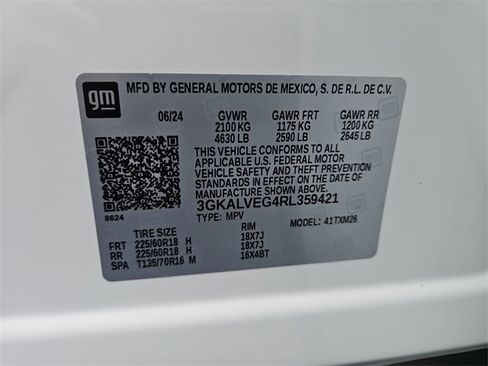 gm
MFD BY GENERAL MOTORS DE MEXICO, S. DE R.L. DE C.V.
06/24 GVWR GAWR FRT GAWR RR
2100 KG 1175 KG 1200 KG
4630 LB 2590 LB 2645 LB
THIS VEHICLE CONFORMS TO ALL
APPLICABLE U.S. FEDERAL MOTOR
VEHICLE SAFETY & THEFT
PREVENTION STANDARDS IN EFFECT
ON THE DATE OF MANUFACTURE
SHOWN ABOVE.
3GKALVEG4RL359421
8624 TYPE: MPV MODEL: 41TXM26
TIRE SIZE RIM
FRT 225/60R18 H 18X7J
RR 225/60R18 H 18X7J
SPA T135/70R16 M 16X4BT